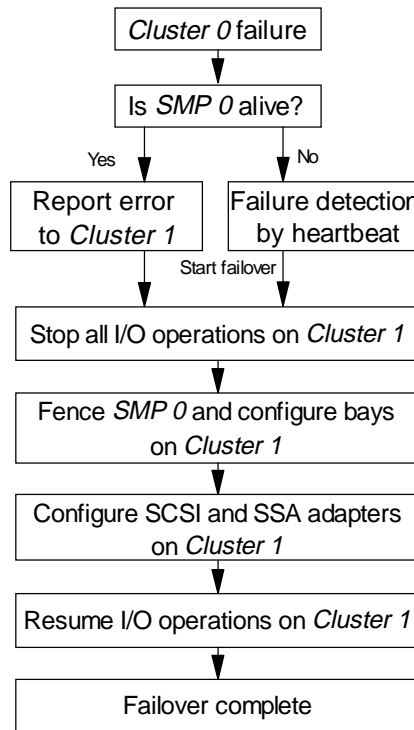 Cluster 0 failure
Is SMP 0 alive?
Yes
No
Report error
to Cluster 1
Failure detection
by heartbeat
Start failover
Stop all I/O operations on Cluster 1
Fence SMP 0 and configure bays
on Cluster 1
Configure SCSI and SSA adapters
on Cluster 1
Resume I/O operations on Cluster 1
Failover complete